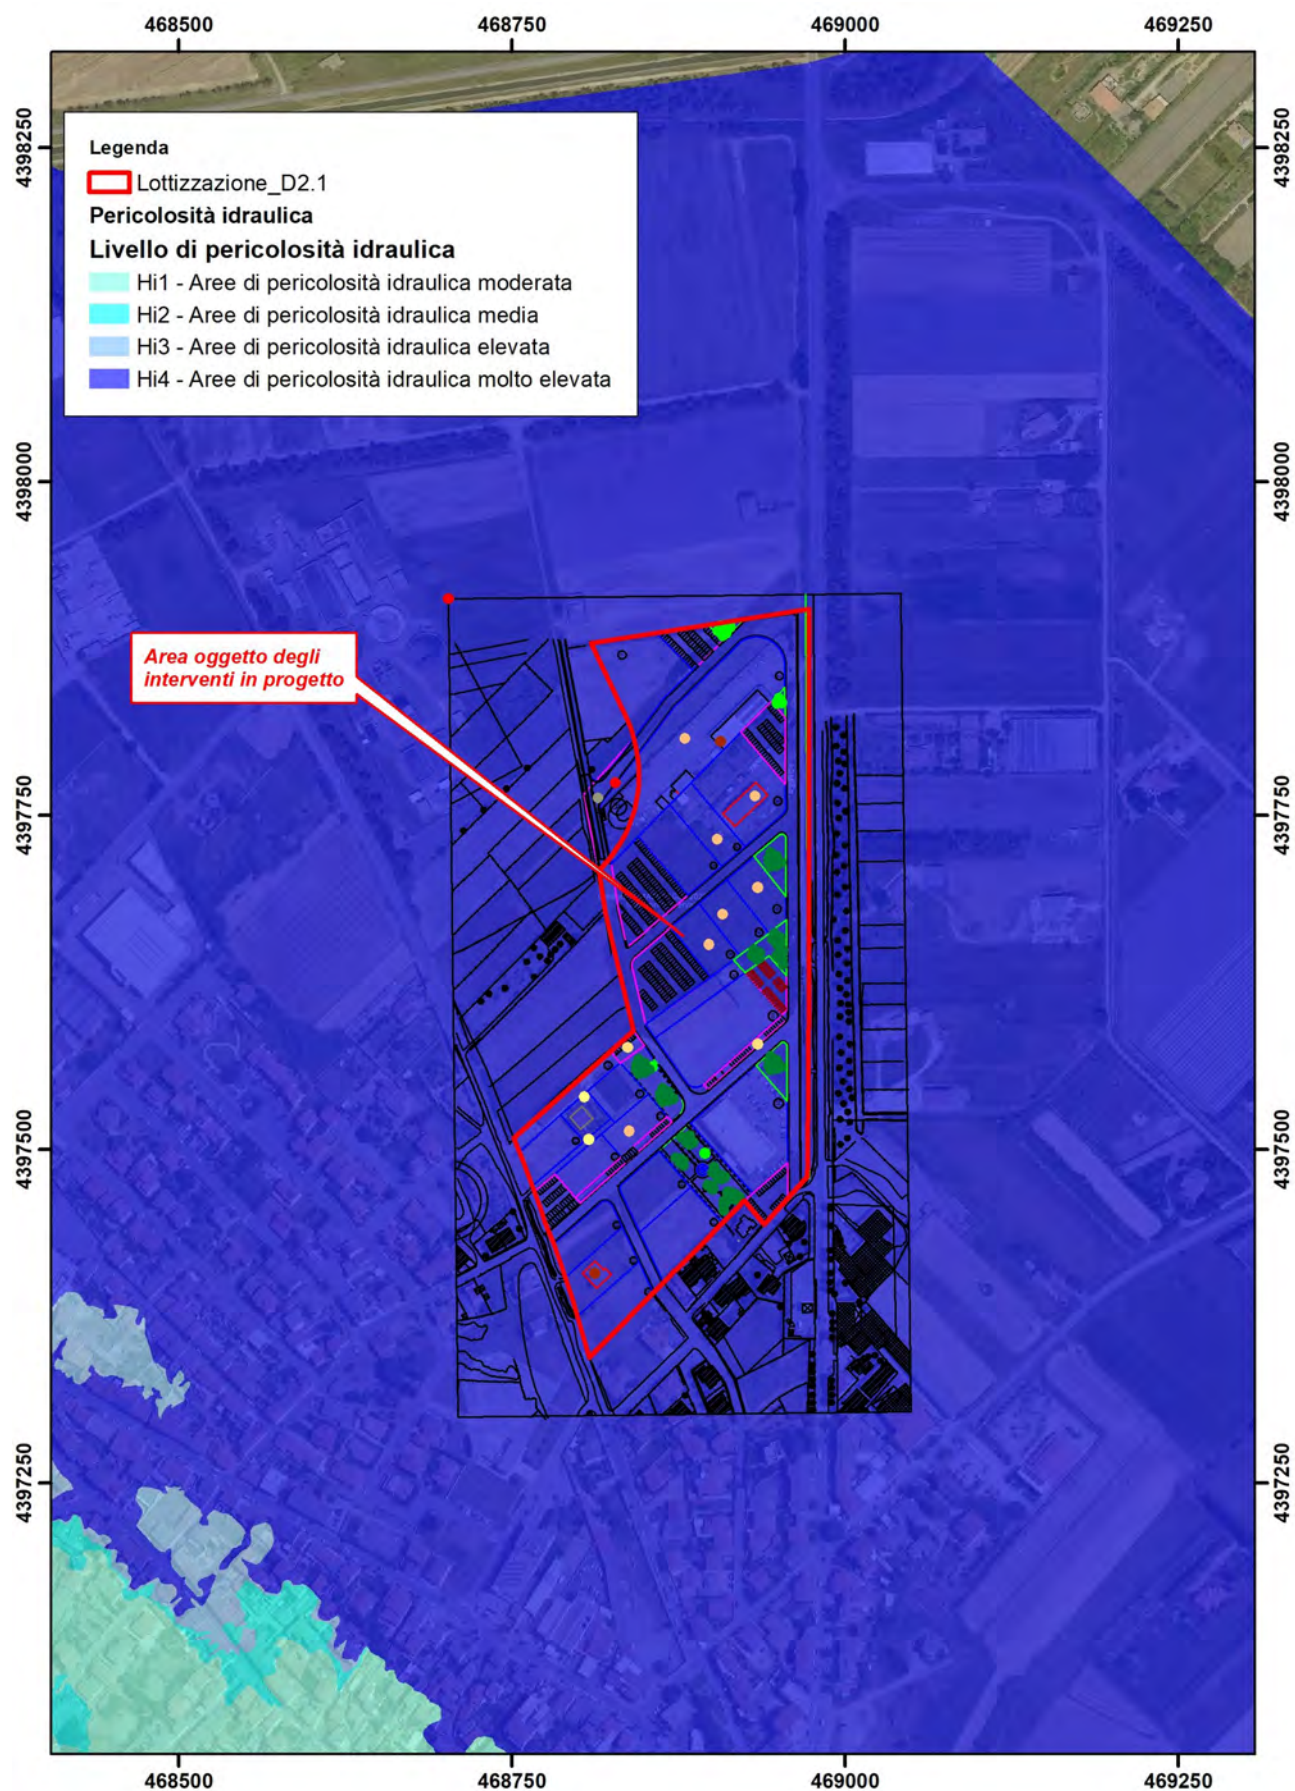 468500 468750 469000 469250
4398250
4398250
Legenda
Lottizzazione_D2.1
Pericolosità idraulica
Livello di pericolosità idraulica
Hi1 - Aree di pericolosità idraulica moderata
Hi2 - Aree di pericolosità idraulica media
Hi3 - Aree di pericolosità idraulica elevata
Hi4 - Aree di pericolosità idraulica molto elevata
4398000
4398000
Area oggetto degli
interventi in progetto
4397750
4397750
4397500
4397500
4397250
4397250
468500 468750 469000 469250